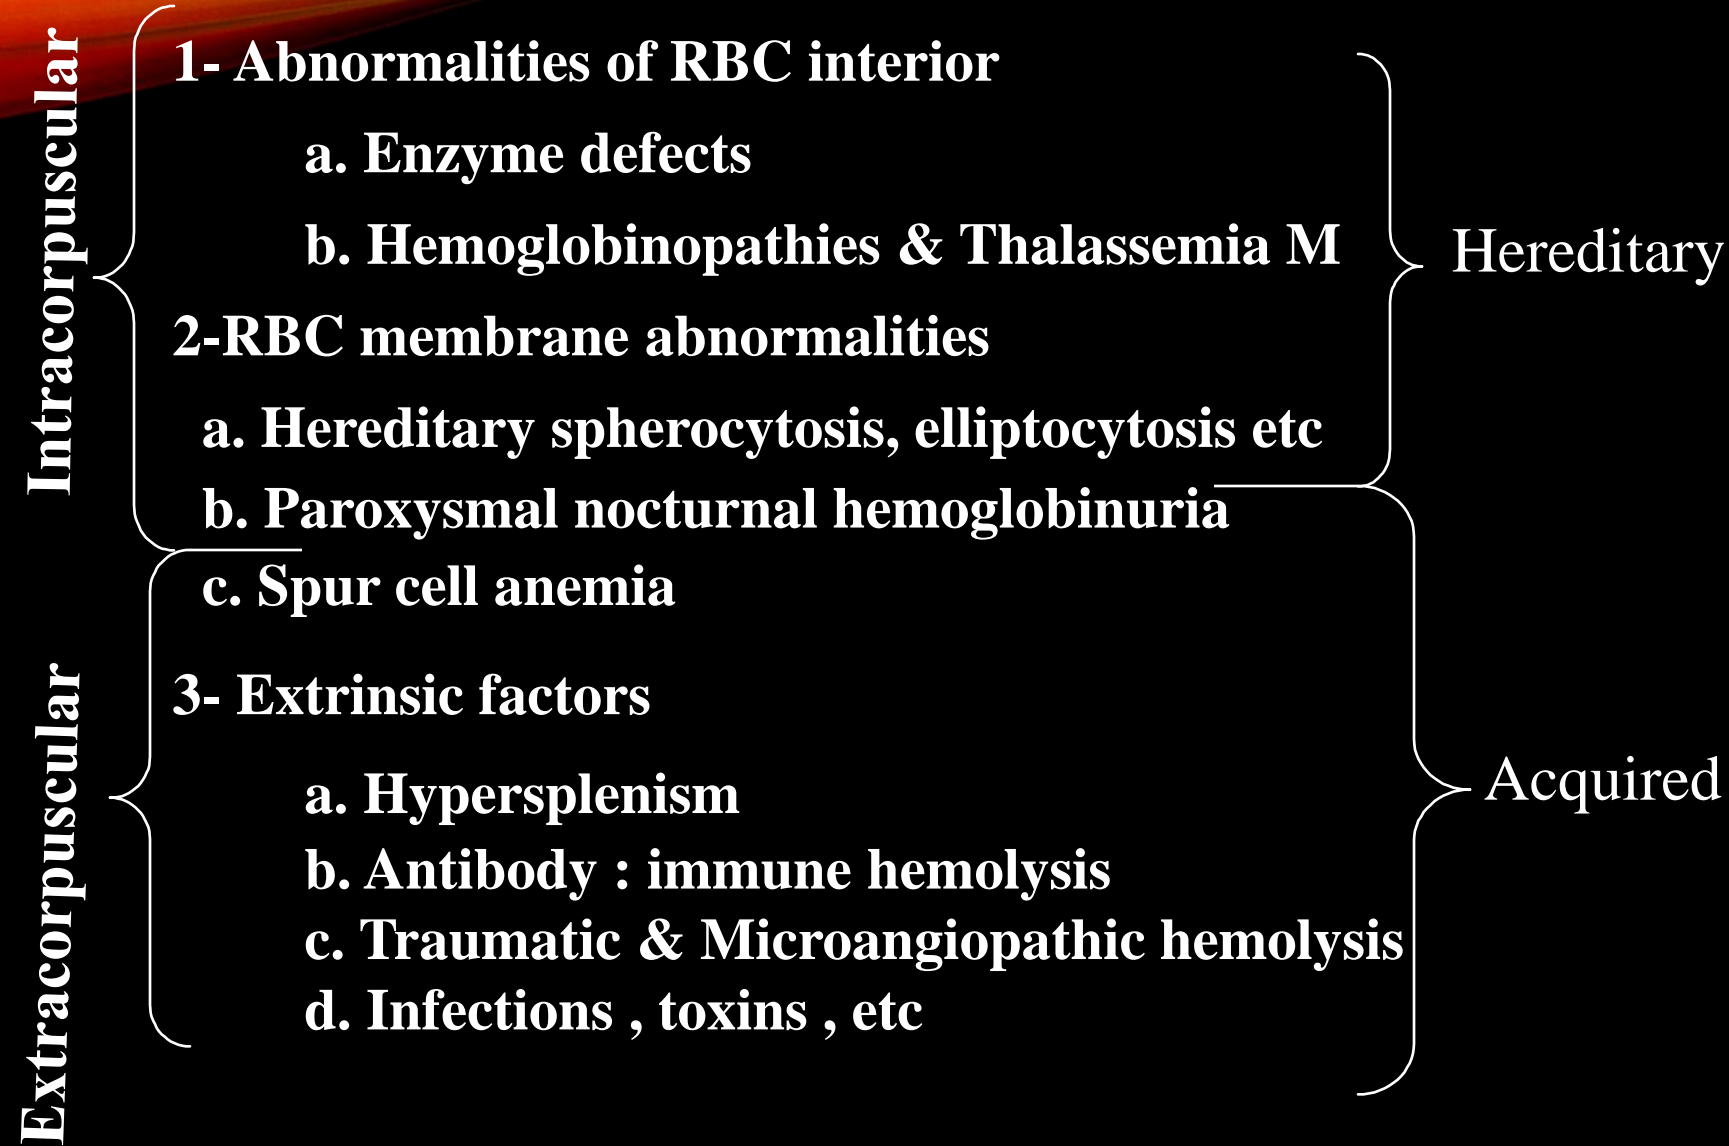 Intracorpuscular
1- Abnormalities of RBC interior
a. Enzyme defects
b. Hemoglobinopathies & Thalassemia M
2-RBC membrane abnormalities
a. Hereditary spherocytosis, elliptocytosis etc
b. Paroxysmal nocturnal hemoglobinuria
Hereditary
Extracorpuscular
c. Spur cell anemia
3- Extrinsic factors
a. Hypersplenism
b. Antibody : immune hemolysis
c. Traumatic & Microangiopathic hemolysis
d. Infections , toxins , etc
Acquired